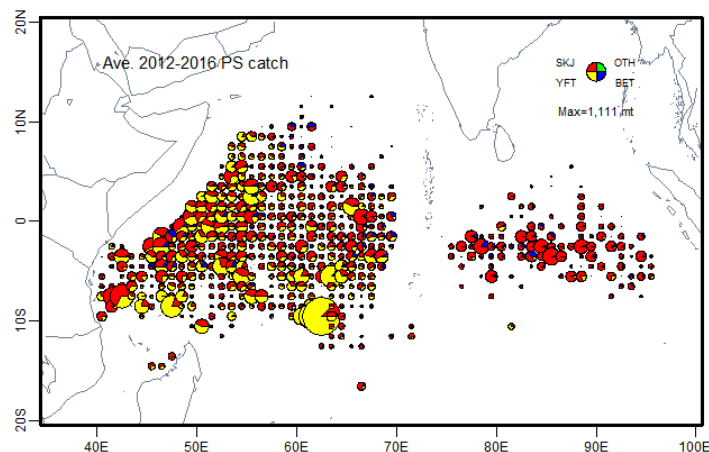 20N
Ave. 2012-2016 PS catch
SKJ OTH
YFT BET
Max=1,111 mt
10N
0
10S
20S
40E 50E 60E 70E 80E 90E 100E